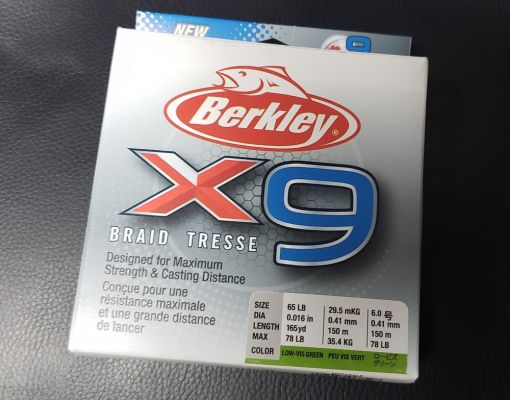 NEW
9
Berkley®
X9
BRAID TRESSE
Designed for Maximum
Strength & Casting Distance
Conçue pour une
résistance maximale
et une grande distance
de lancer
SIZE 65 LB 29.5 mKG 6.0 号
DIA 0.016 in 0.41 mm 0.41 mm
LENGTH 165yd 150 m 150 m
MAX 78 LB 35.4 KG 78 LB
COLOR LOW-VIS GREEN PEU VIS VERT ロービズ グリーン